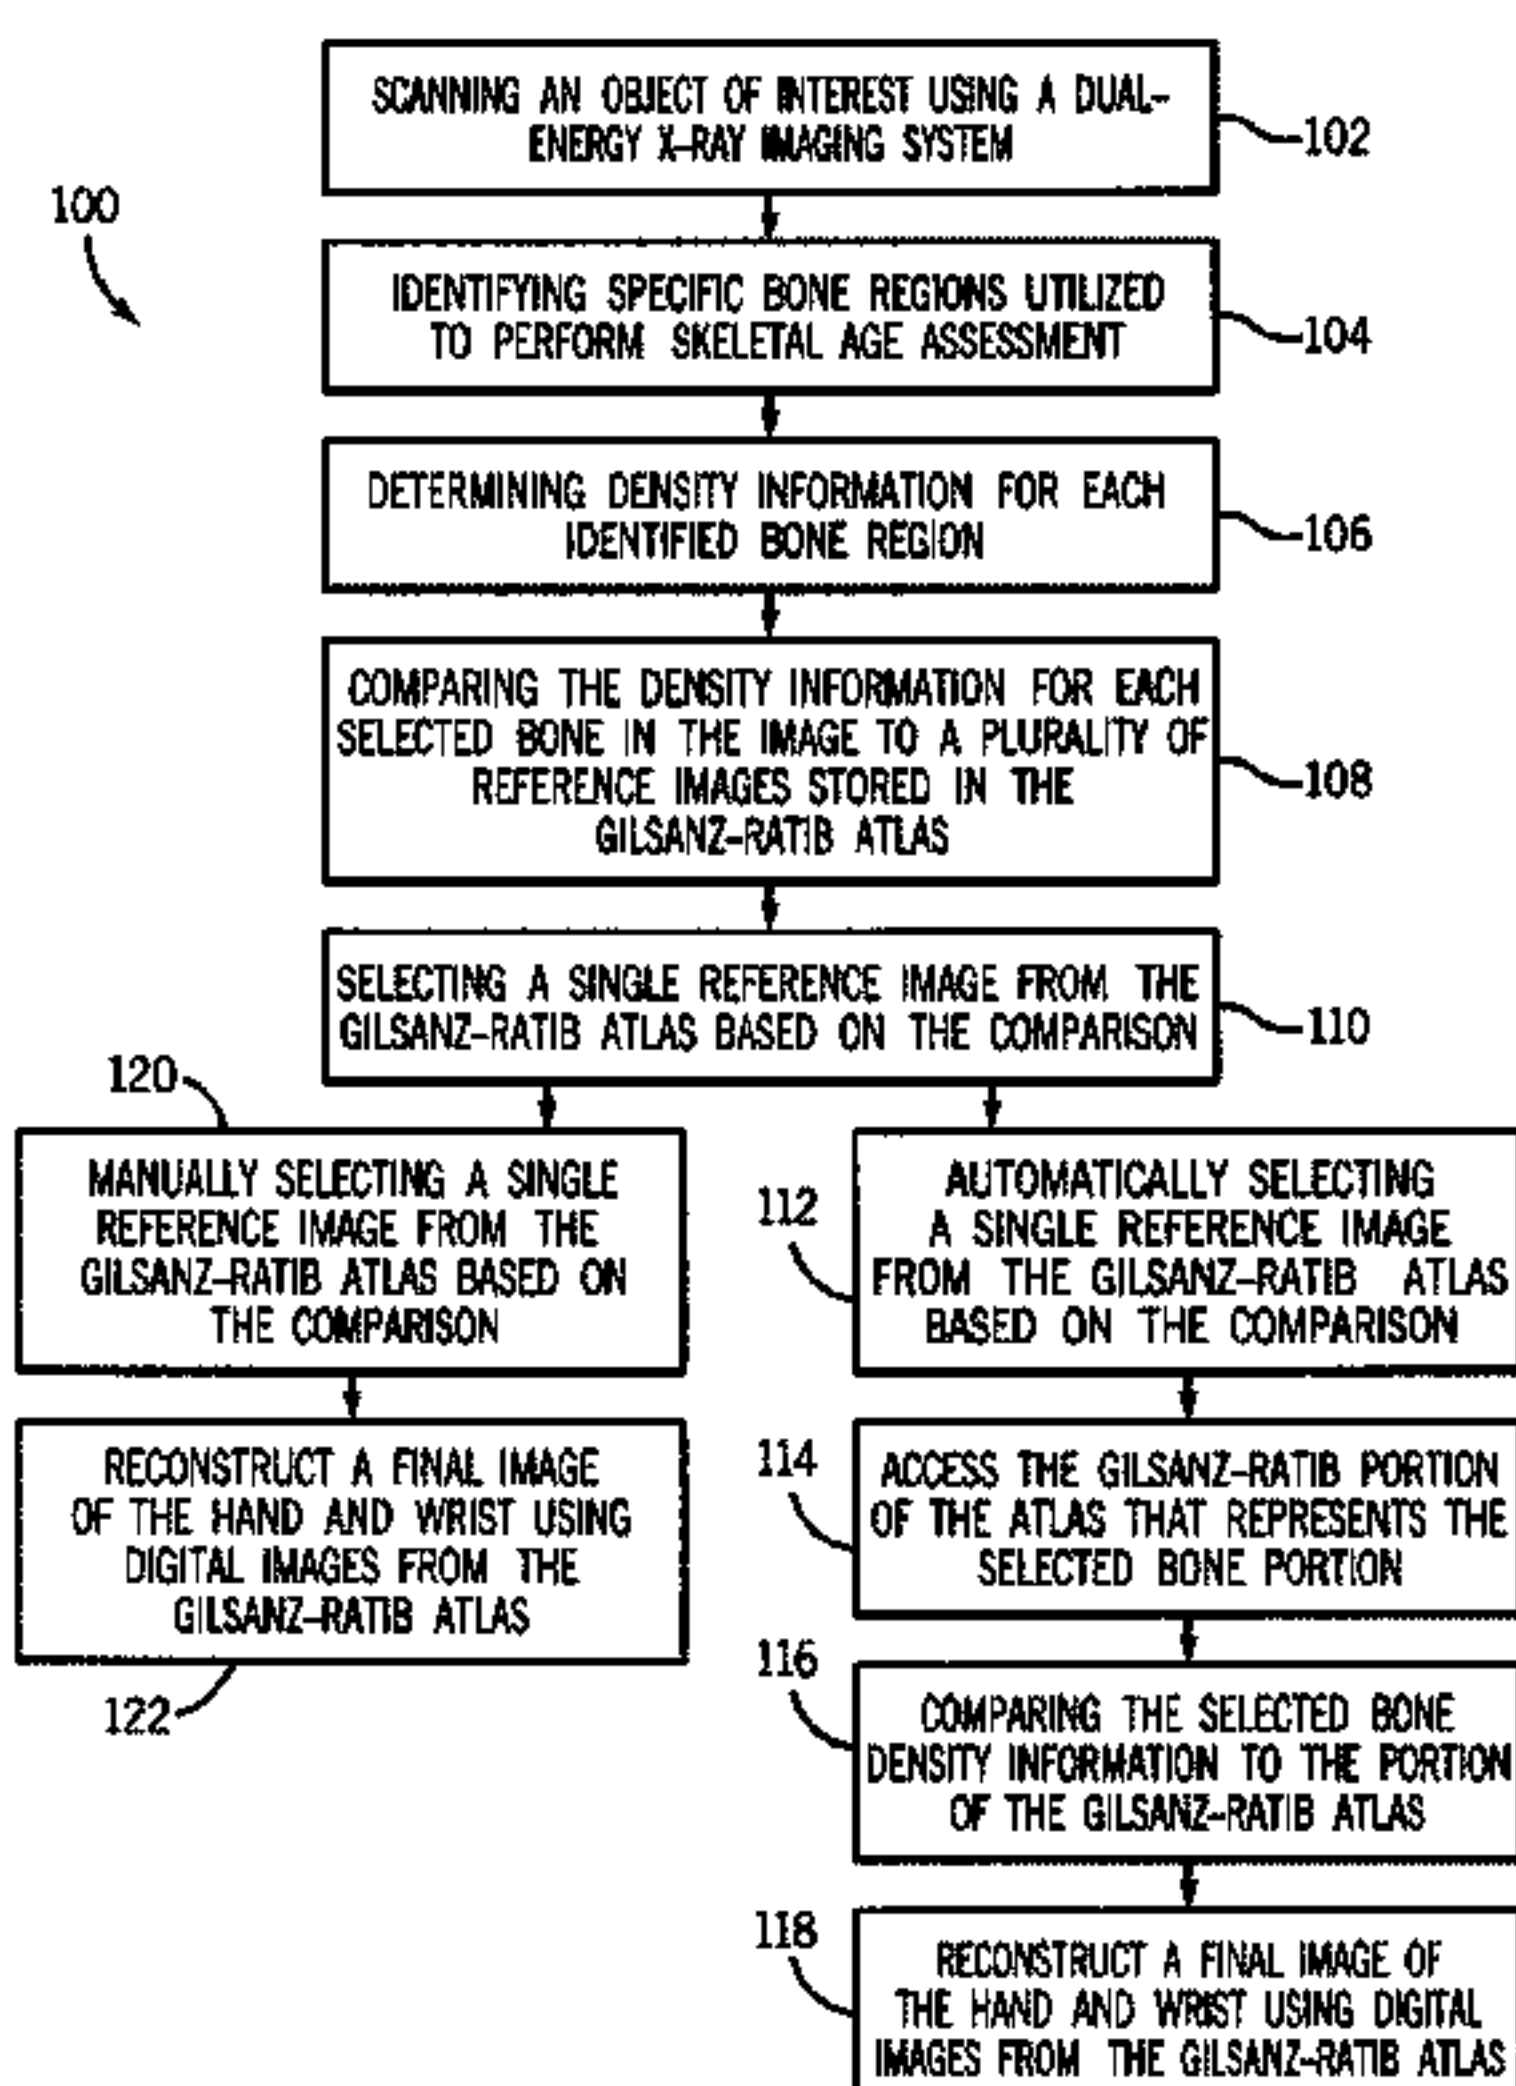 SCANNING AN OBJECT OF INTEREST USING A DUAL-
ENERGY X-RAY IMAGING SYSTEM
102
100
IDENTIFYING SPECIFIC BONE REGIONS UTILIZED
TO PERFORM SKELETAL AGE ASSESSMENT
104
DETERMINING DENSITY INFORMATION FOR EACH
IDENTIFIED BONE REGION
106
COMPARING THE DENSITY INFORMATION FOR EACH
SELECTED BONE IN THE IMAGE TO A PLURALITY OF
REFERENCE IMAGES STORED IN THE
GILSANZ-RATIB ATLAS
108
SELECTING A SINGLE REFERENCE IMAGE FROM THE
GILSANZ-RATIB ATLAS BASED ON THE COMPARISON
110
120
MANUALLY SELECTING A SINGLE
REFERENCE IMAGE FROM THE
GILSANZ-RATIB ATLAS BASED ON
THE COMPARISON
RECONSTRUCT A FINAL IMAGE
OF THE HAND AND WRIST USING
DIGITAL IMAGES FROM THE
GILSANZ-RATIB ATLAS
122
112
AUTOMATICALLY SELECTING
A SINGLE REFERENCE IMAGE
FROM THE GILSANZ-RATIB ATLAS
BASED ON THE COMPARISON
114
ACCESS THE GILSANZ-RATIB PORTION
OF THE ATLAS THAT REPRESENTS THE
SELECTED BONE PORTION
116
COMPARING THE SELECTED BONE
DENSITY INFORMATION TO THE PORTION
OF THE GILSANZ-RATIB ATLAS
118
RECONSTRUCT A FINAL IMAGE OF
THE HAND AND WRIST USING DIGITAL
IMAGES FROM THE GILSANZ-RATIB ATLAS